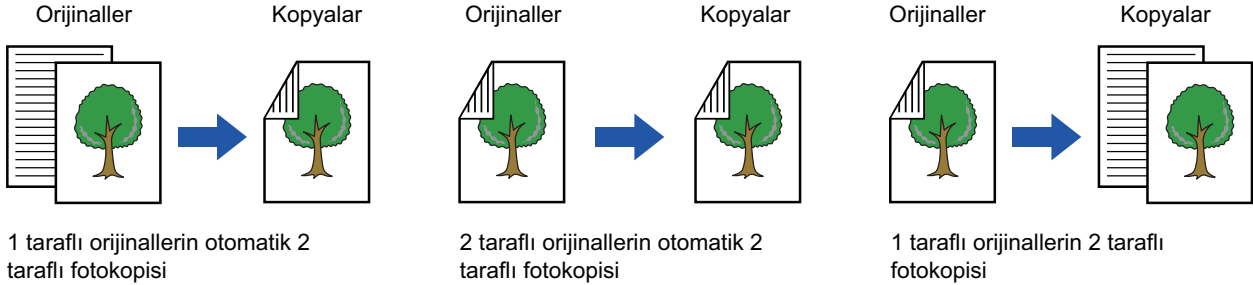 Orijinaller
Kopyalar
Orijinaller
Kopyalar
Orijinaller
Kopyalar
1 taraflı orijinallerin otomatik 2
taraflı fotokopisi
2 taraflı orijinallerin otomatik 2
taraflı fotokopisi
1 taraflı orijinallerin 2 taraflı
fotokopisi